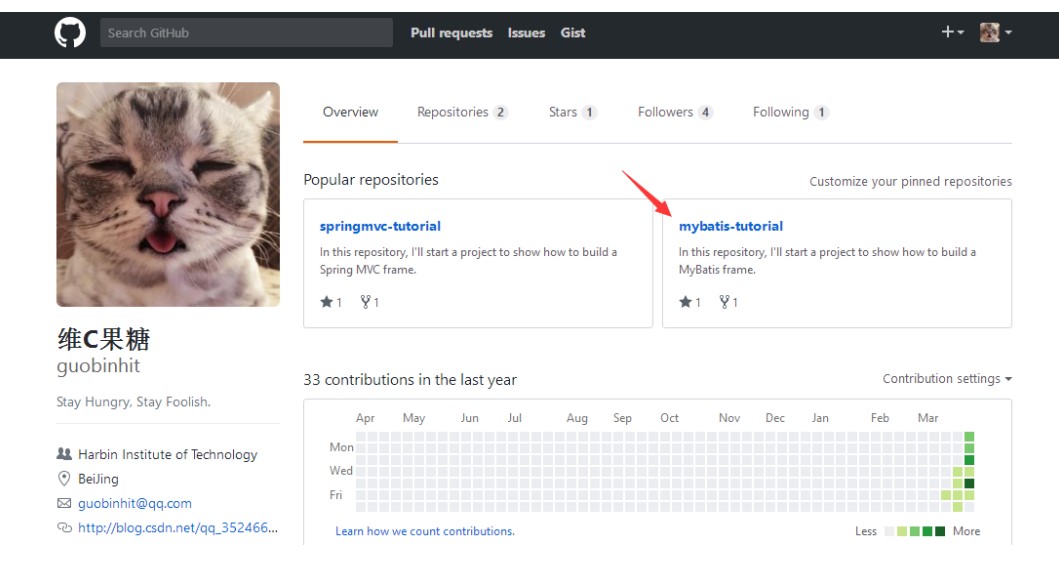 Search GitHub
Pull requests Issues Gist
Overview Repositories 2 Stars 1 Followers 4 Following 1
Popular repositories
Customize your pinned repositories
springmvc-tutorial
In this repository, I'll start a project to show how to build a
Spring MVC frame.
1 1
mybatis-tutorial
In this repository, I'll start a project to show how to build a
MyBatis frame.
1 1
维C果糖
guobinhit
Stay Hungry, Stay Foolish.
Harbin Institute of Technology
BeiJing
guobinhit@qq.com
http://blog.csdn.net/qq_352466...
33 contributions in the last year
Contribution settings
Apr May Jun Jul Aug Sep Oct Nov Dec Jan Feb Mar
Mon
Wed
Fri
Learn how we count contributions.
Less More